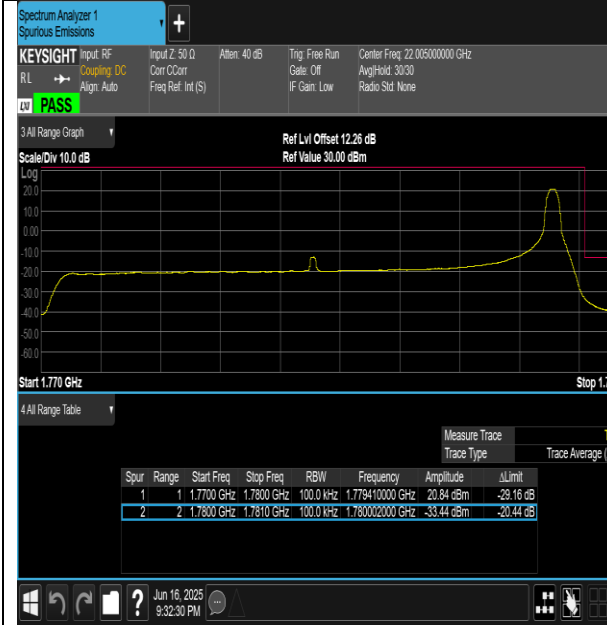 Spectrum Analyzer 1
Spurious Emissions
+
KEYSIGHT Input: RF Input Z: 50 Ω Atten: 40 dB Trig: Free Run Center Freq: 22.005000000 GHz
RL Coupling: DC Corr CCorr Gate: Off Avg|Hold: 30/30
Align: Auto Freq Ref: Int (S) IF Gain: Low Radio Std: None
LXI PASS
3 All Range Graph
Ref Lvl Offset 12.26 dB
Scale/Div 10.0 dB Ref Value 30.00 dBm
Log
20.0
10.0
0.00
-10.0
-20.0
-30.0
-40.0
-50.0
-60.0
Start 1.770 GHz Stop 1.7
4 All Range Table
Measure Trace
Trace Type Trace Average (
Spur Range Start Freq Stop Freq RBW Frequency Amplitude ΔLimit
1 1 1.7700 GHz 1.7800 GHz 100.0 kHz 1.779410000 GHz 20.84 dBm -29.16 dB
2 2 1.7800 GHz 1.7810 GHz 100.0 kHz 1.780002000 GHz -33.44 dBm -20.44 dB
? Jun 16, 2025
9:32:30 PM